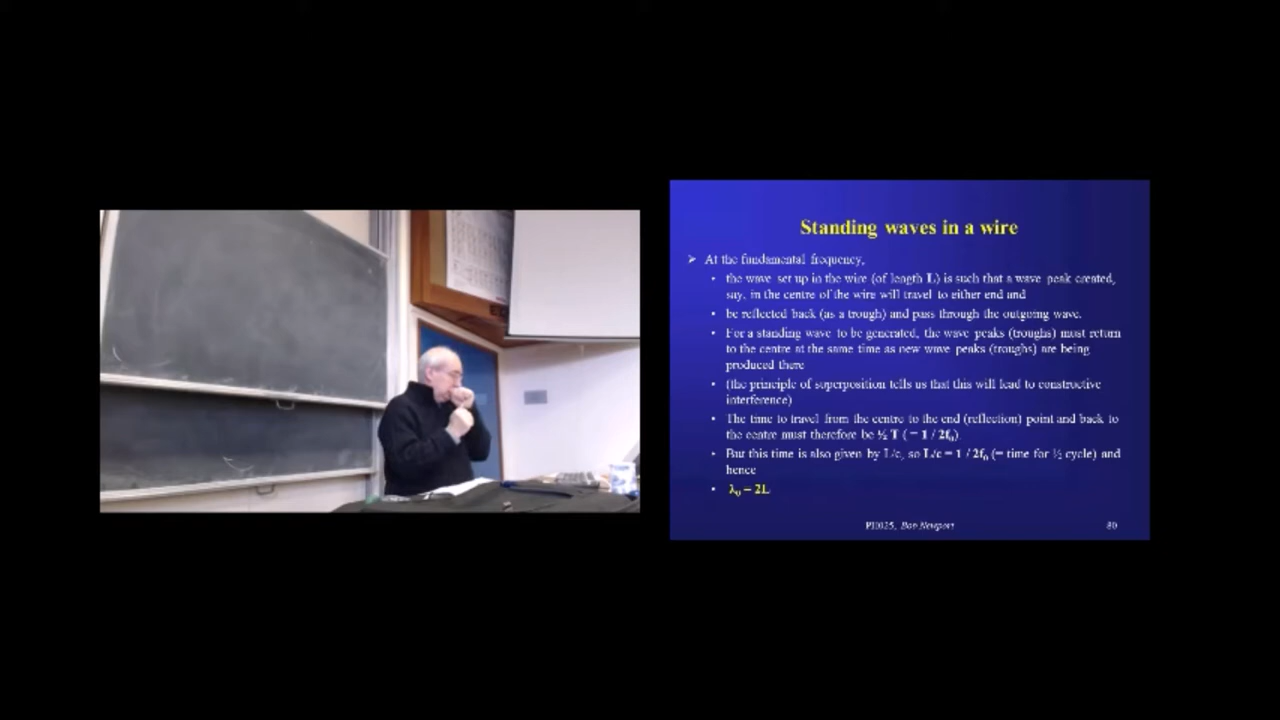 Standing waves in a wire
➢ At the fundamental frequency,
• the wave set up in the wire (of length L) is such that a wave peak created,
say, in the centre of the wire will travel to either end and
• be reflected back (as a trough) and pass through the outgoing wave.
• For a standing wave to be generated, the wave peaks (troughs) must return
to the centre at the same time as new wave peaks (troughs) are being
produced there
• (the principle of superposition tells us that this will lead to constructive
interference)
• The time to travel from the centre to the end (reflection) point and back to
the centre must therefore be ½ T ( = 1 / 2f₀).
• But this time is also given by L/c, so L/c = 1 / 2f₀ (= time for ½ cycle) and
hence
• λ₀ = 2L
PH025, Bob Newport 80